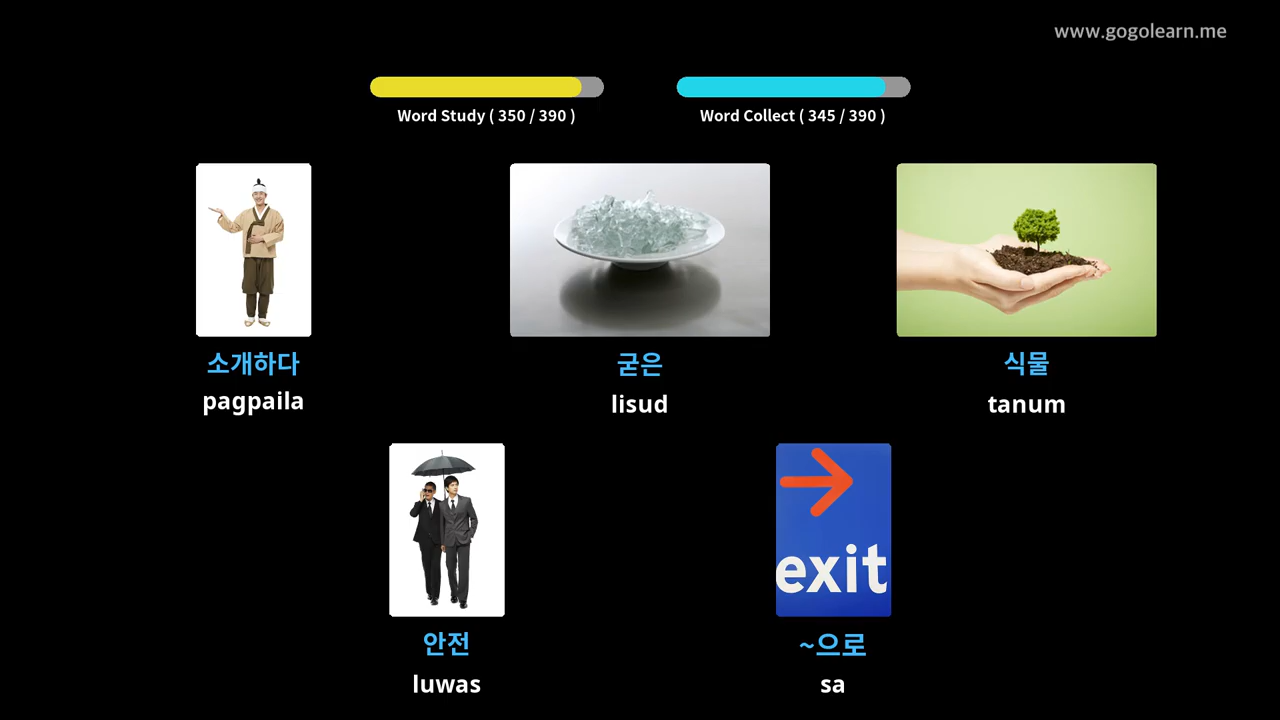 www.gogolearn.me
Word Study ( 350 / 390 )
Word Collect ( 345 / 390 )
소개하다
pagpaila
굳은
lisud
식물
tanum
exit
안전
luwas
~으로
sa